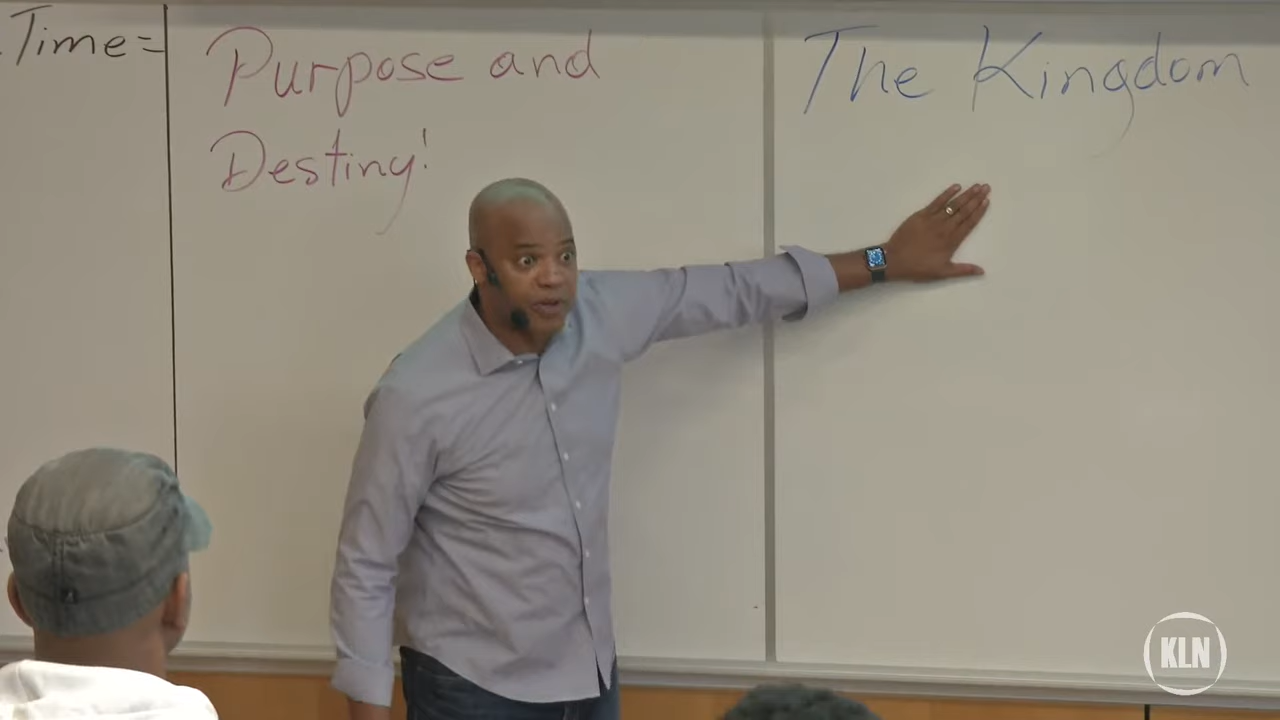 .Time=
Purpose and
Destiny!
The Kingdom
KLN